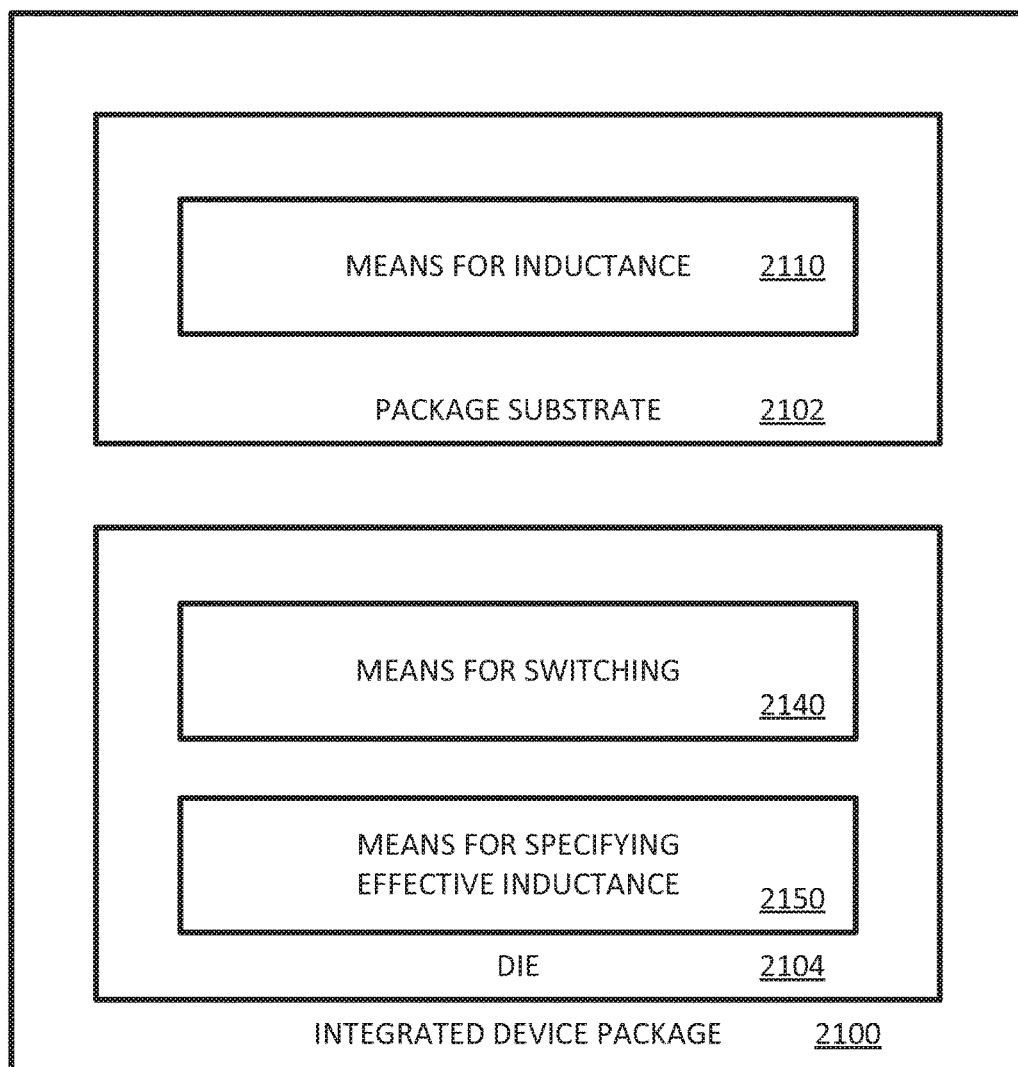 MEANS FOR INDUCTANCE 2110
PACKAGE SUBSTRATE 2102
MEANS FOR SWITCHING
2140
MEANS FOR SPECIFYING
EFFECTIVE INDUCTANCE
2150
DIE 2104
INTEGRATED DEVICE PACKAGE 2100